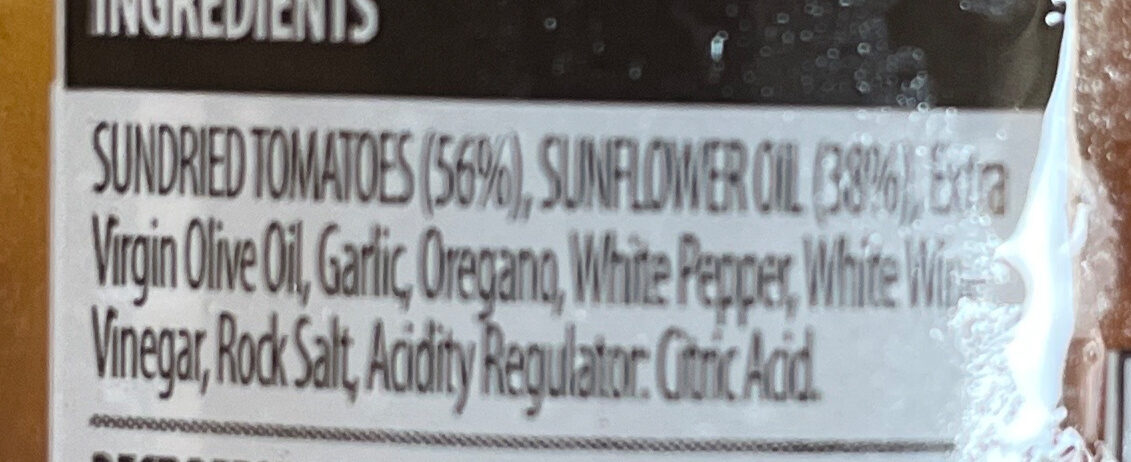 INGREDIENTS
SUNDRIED TOMATOES (56%), SUNFLOWER OIL (38%), Extra
Virgin Olive Oil, Garlic, Oregano, White Pepper, White Wine
Vinegar, Rock Salt, Acidity Regulator: Citric Acid.